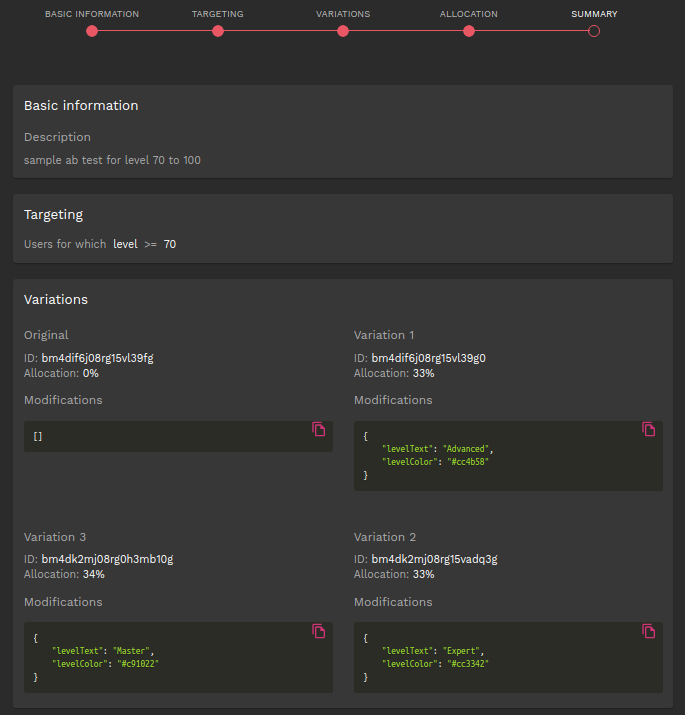 BASIC INFORMATION TARGETING VARIATIONS ALLOCATION SUMMARY
Basic information
Description
sample ab test for level 70 to 100
Targeting
Users for which level >= 70
Variations
Original
ID: bm4dif6j08rg15vl39fg
Allocation: 0%
Modifications
[]
Variation 1
ID: bm4dif6j08rg15vl39g0
Allocation: 33%
Modifications
{
"levelText": "Advanced",
"levelColor": "#cc4b58"
}
Variation 3
ID: bm4dk2mj08rg0h3mb10g
Allocation: 34%
Modifications
{
"levelText": "Master",
"levelColor": "#c91022"
}
Variation 2
ID: bm4dk2mj08rg15vadq3g
Allocation: 33%
Modifications
{
"levelText": "Expert",
"levelColor": "#cc3342"
}